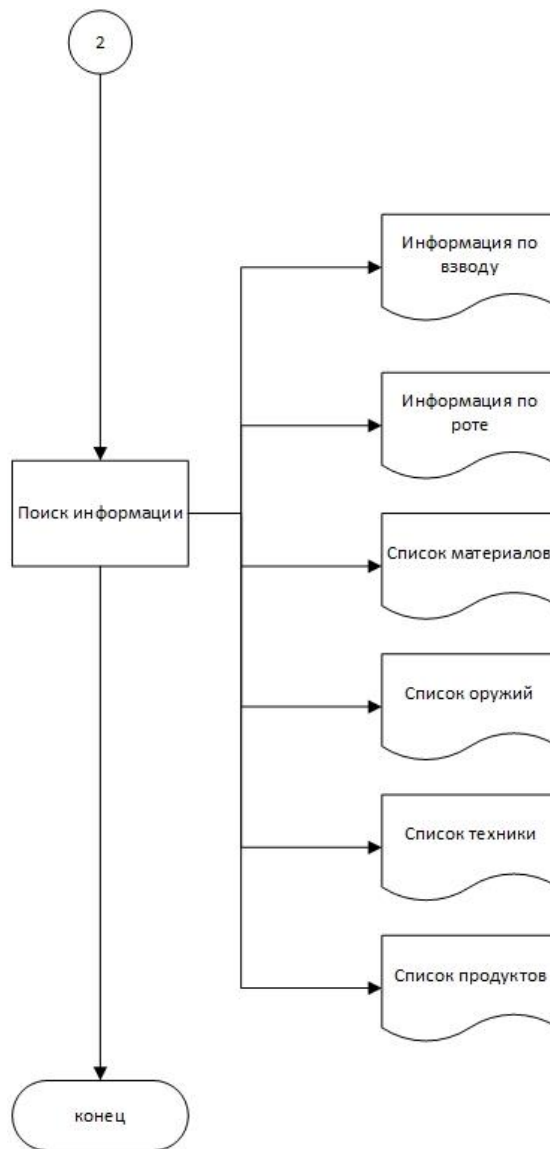 2
Информация по
взводу
Информация по
роте
Поиск информации
Список материалов
Список оружий
Список техники
Список продуктов
конец